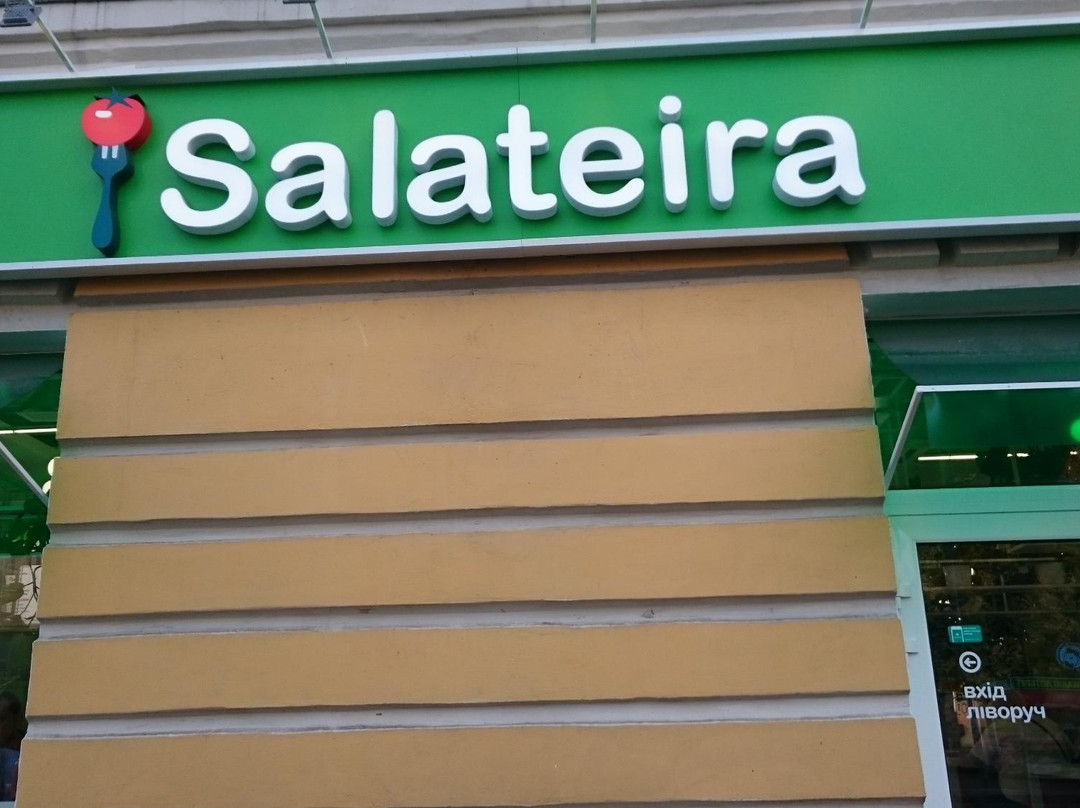 Salateira
вхід
ліворуч